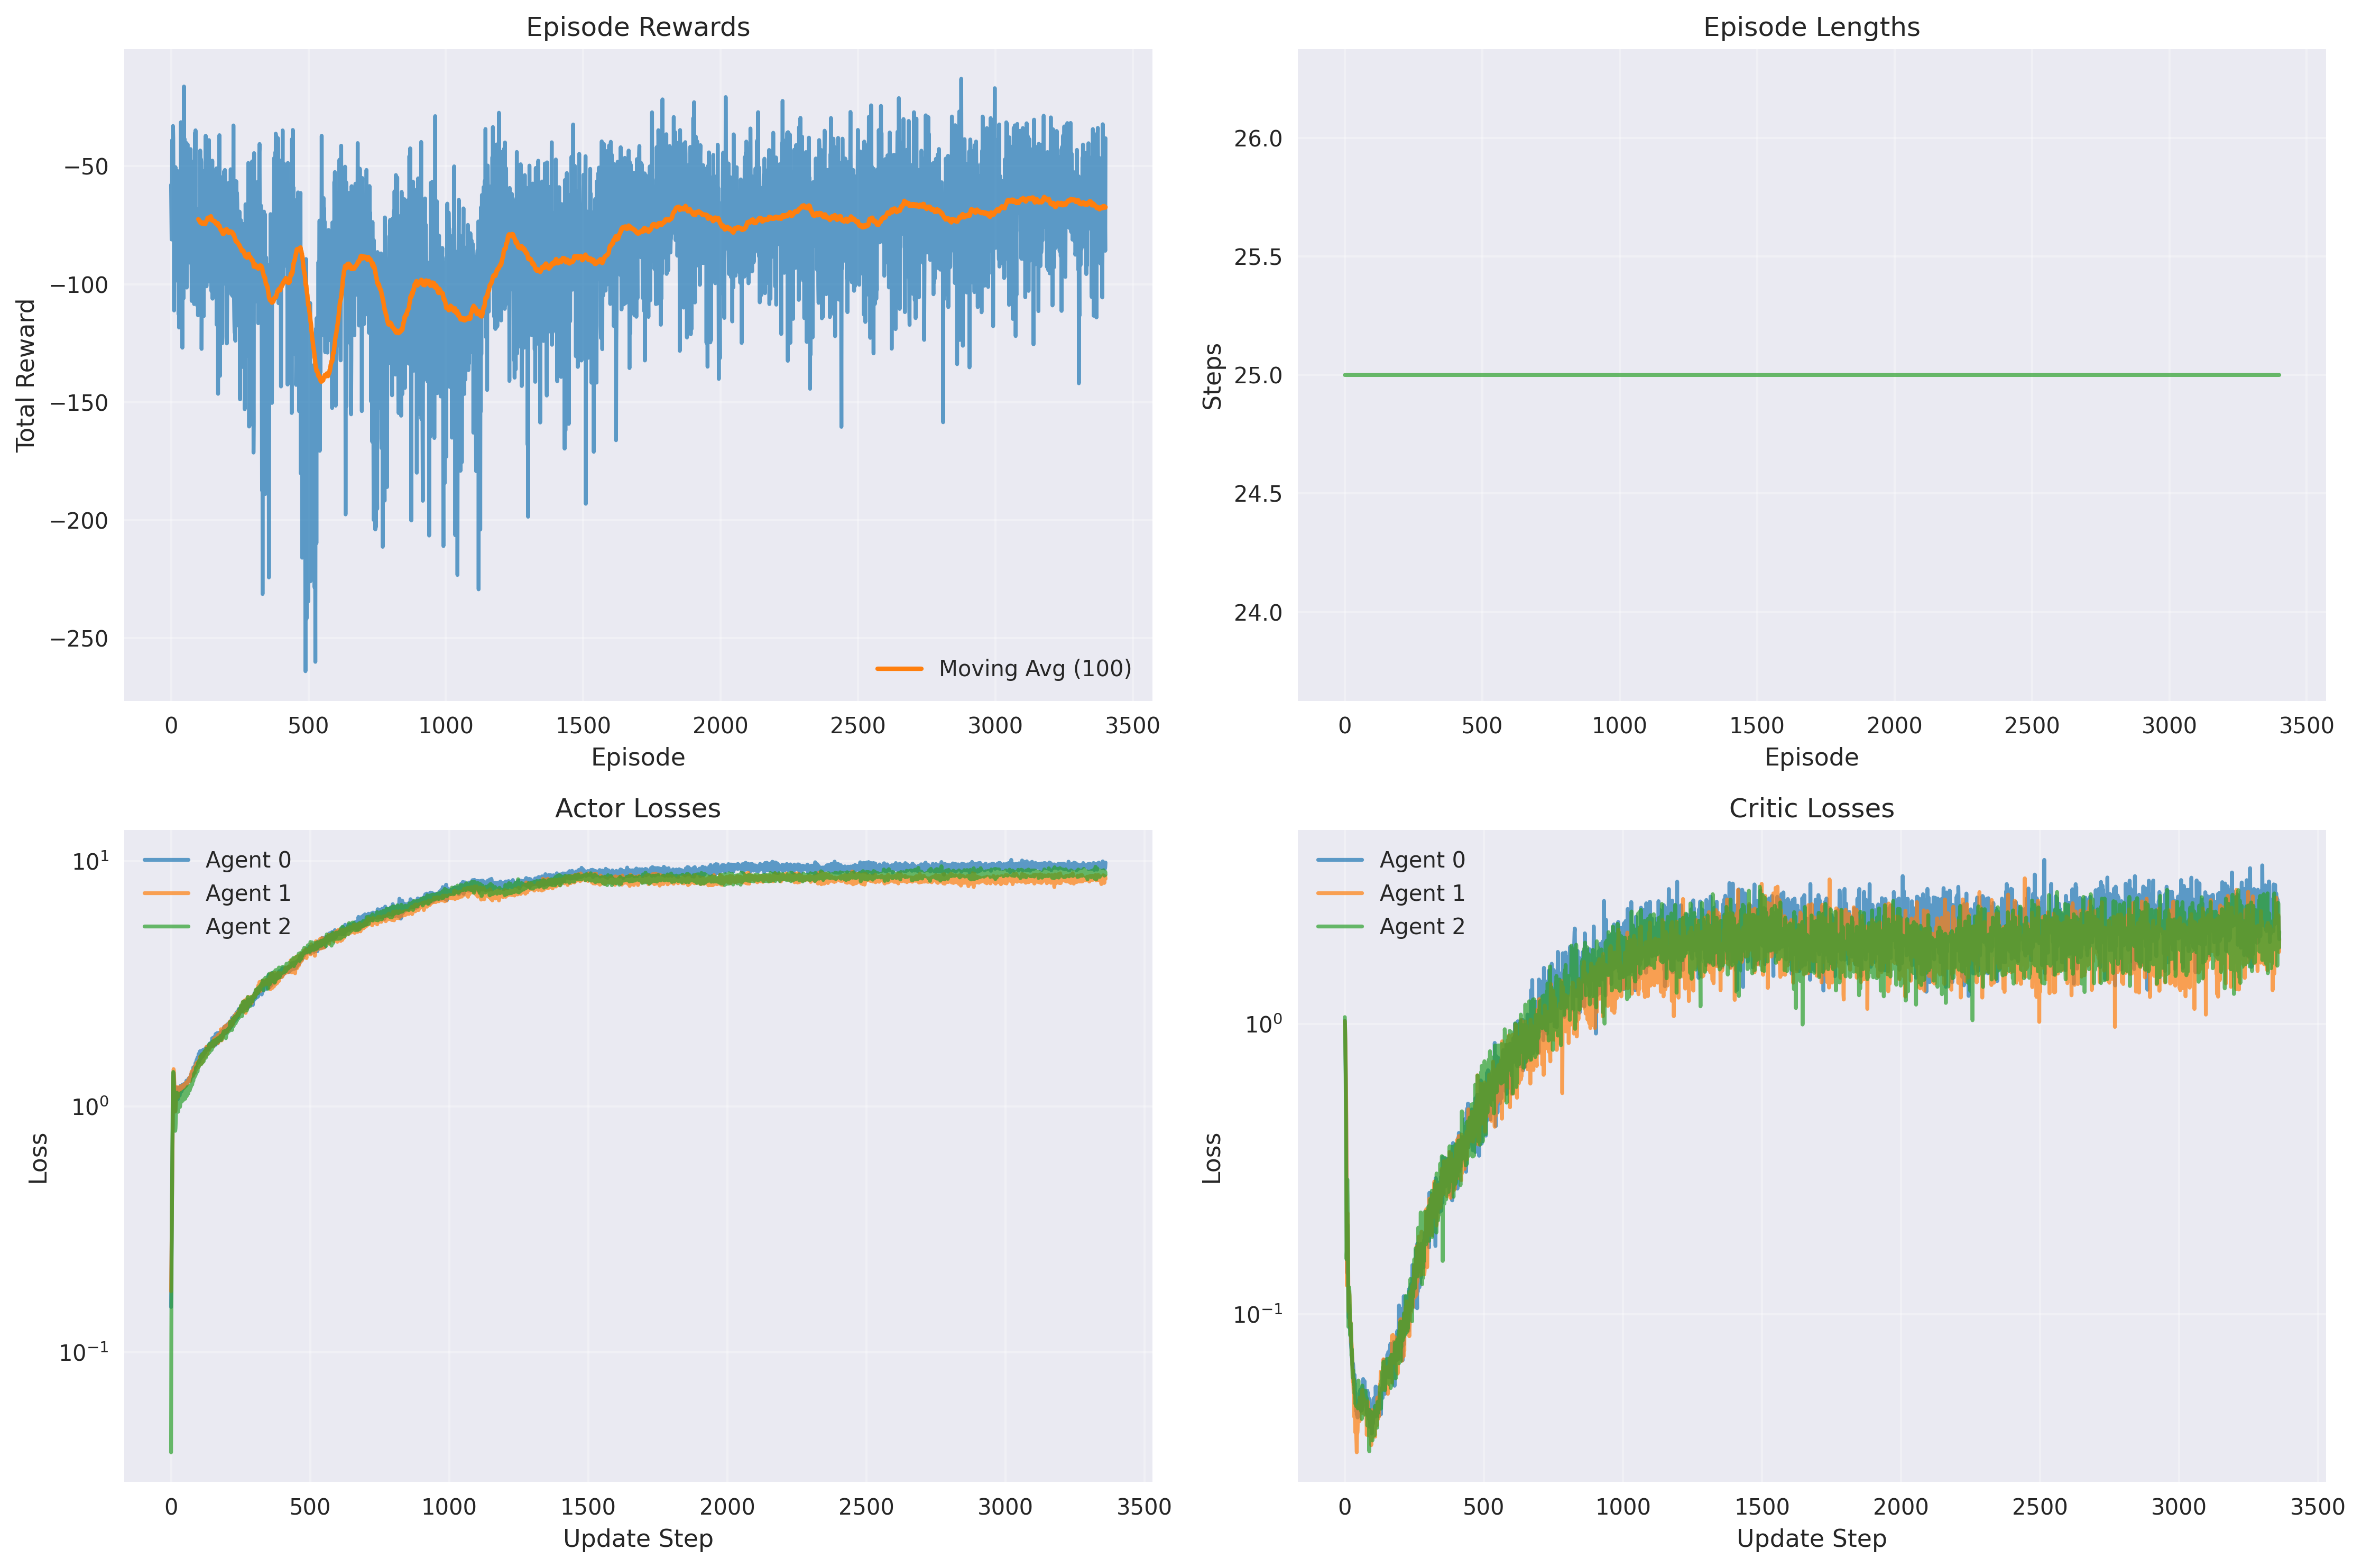 Episode Rewards
Total Reward
−50
−100
−150
−200
−250
Moving Avg (100)
0 500 1000 1500 2000 2500 3000 3500
Episode
Episode Lengths
Steps
26.0
25.5
25.0
24.5
24.0
0 500 1000 1500 2000 2500 3000 3500
Episode
Actor Losses
Loss
10¹
10⁰
10⁻¹
Agent 0
Agent 1
Agent 2
0 500 1000 1500 2000 2500 3000 3500
Update Step
Critic Losses
Loss
10⁰
10⁻¹
Agent 0
Agent 1
Agent 2
0 500 1000 1500 2000 2500 3000 3500
Update Step